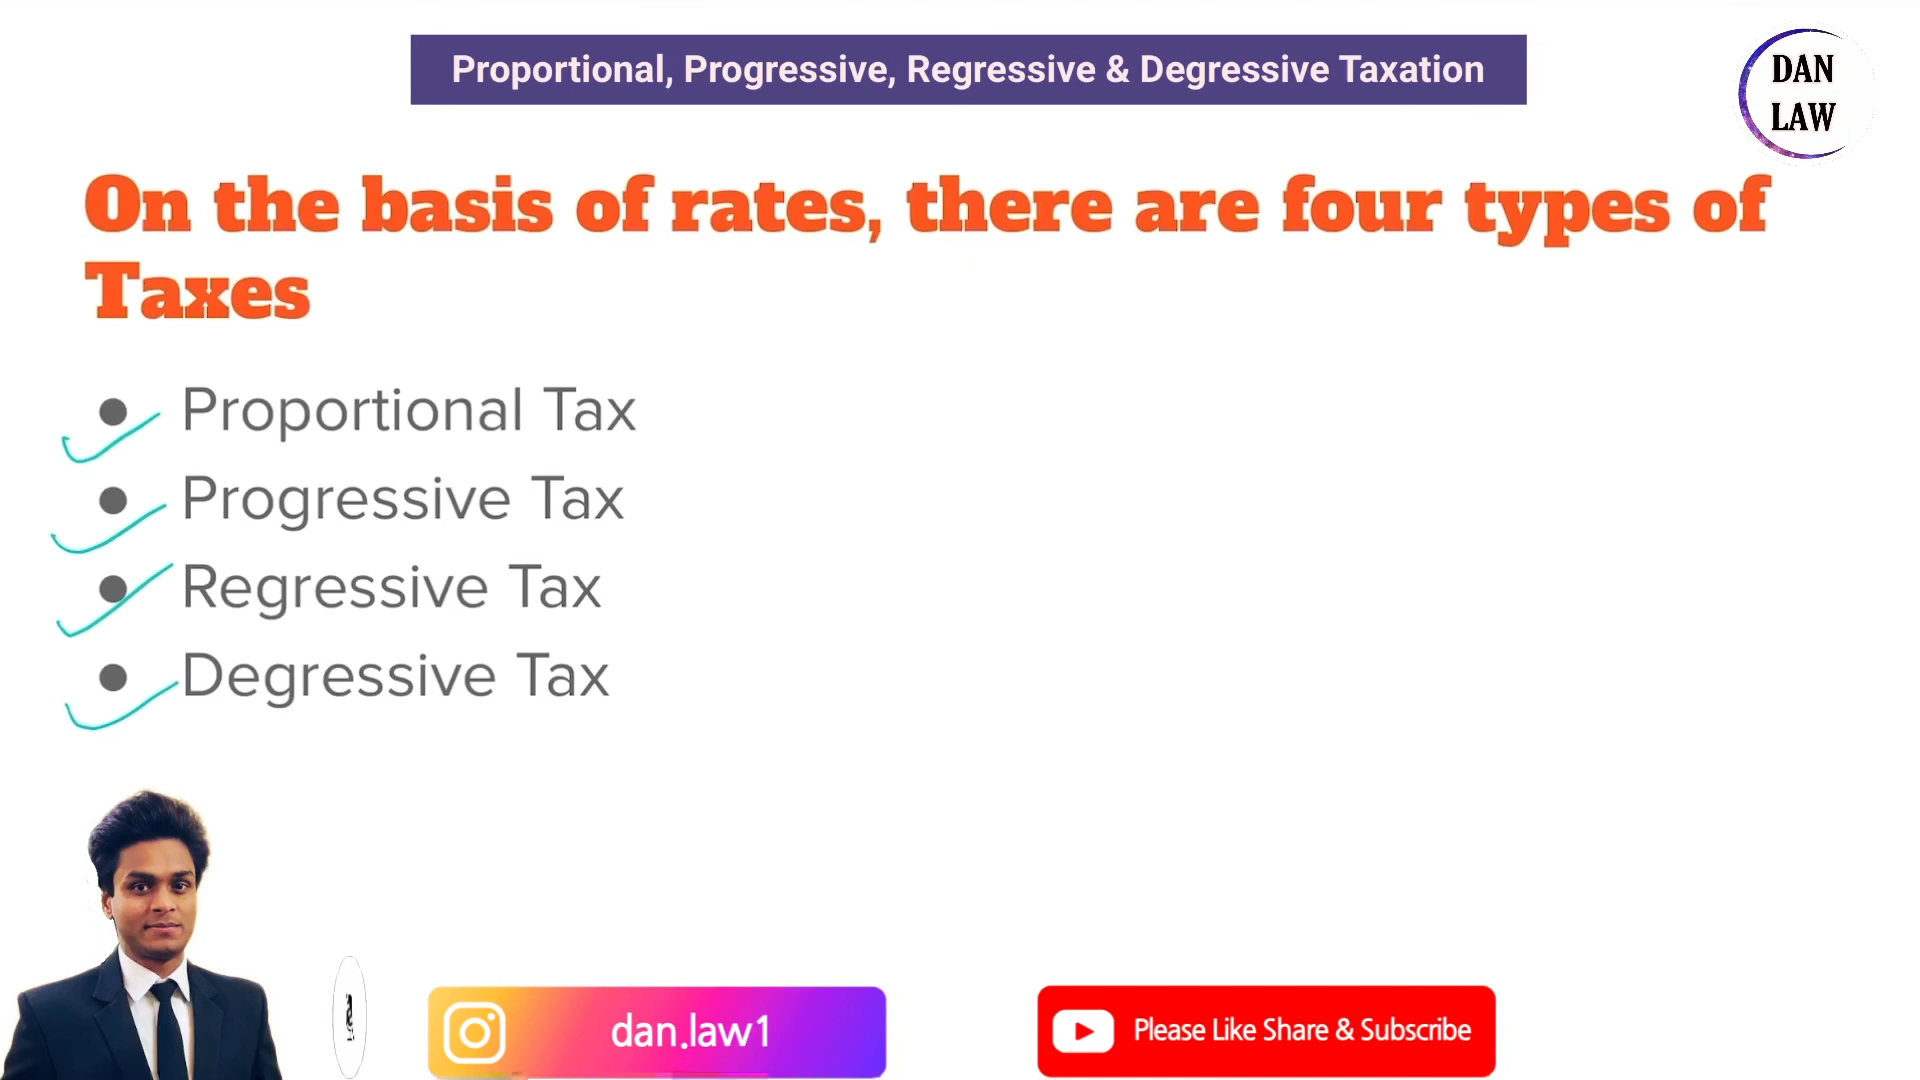 Proportional, Progressive, Regressive & Degressive Taxation
DAN
LAW
On the basis of rates, there are four types of
Taxes
Proportional Tax
Progressive Tax
Regressive Tax
Degressive Tax
dan.law1
Please Like Share & Subscribe